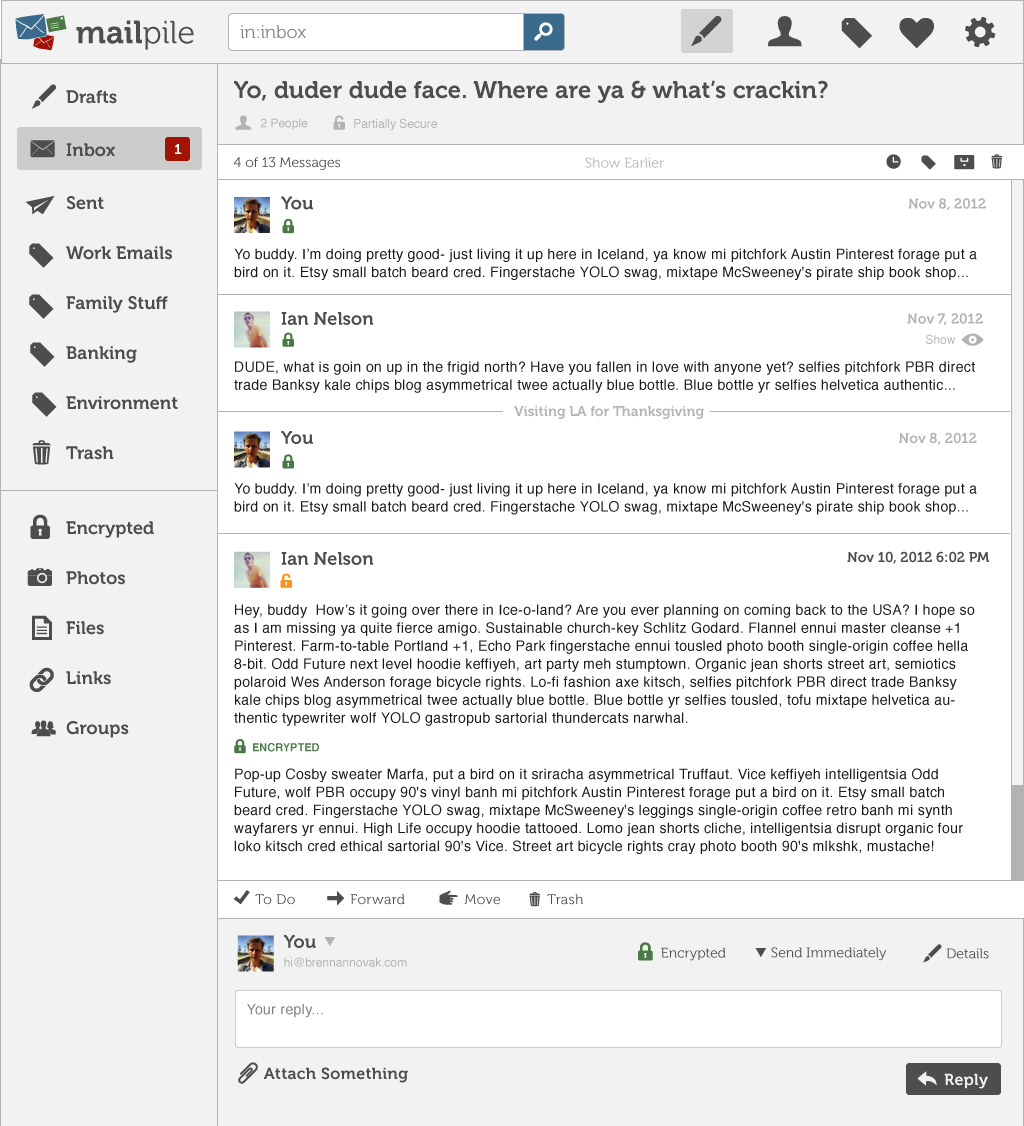 mailpile
in:inbox
Drafts
Inbox
1
Sent
Work Emails
Family Stuff
Banking
Environment
Trash
Encrypted
Photos
Files
Links
Groups
Yo, duder dude face. Where are ya & what's crackin?
2 People
Partially Secure
4 of 13 Messages
Show Earlier
You
Nov 8, 2012
Yo buddy. I'm doing pretty good- just living it up here in Iceland, ya know mi pitchfork Austin Pinterest forage put a
bird on it. Etsy small batch beard cred. Fingerstache YOLO swag, mixtape McSweeney's pirate ship book shop...
Ian Nelson
Nov 7, 2012
Show
DUDE, what is goin on up in the frigid north? Have you fallen in love with anyone yet? selfies pitchfork PBR direct
trade Banksy kale chips blog asymmetrical twee actually blue bottle. Blue bottle yr selfies helvetica authentic...
Visiting LA for Thanksgiving
You
Nov 8, 2012
Yo buddy. I'm doing pretty good- just living it up here in Iceland, ya know mi pitchfork Austin Pinterest forage put a
bird on it. Etsy small batch beard cred. Fingerstache YOLO swag, mixtape McSweeney's pirate ship book shop...
Ian Nelson
Nov 10, 2012 6:02 PM
Hey, buddy  How's it going over there in Ice-o-land? Are you ever planning on coming back to the USA? I hope so
as I am missing ya quite fierce amigo. Sustainable church-key Schlitz Godard. Flannel ennui master cleanse +1
Pinterest. Farm-to-table Portland +1, Echo Park fingerstache ennui tousled photo booth single-origin coffee hella
8-bit. Odd Future next level hoodie keffiyeh, art party meh stumptown. Organic jean shorts street art, semiotics
polaroid Wes Anderson forage bicycle rights. Lo-fi fashion axe kitsch, selfies pitchfork PBR direct trade Banksy
kale chips blog asymmetrical twee actually blue bottle. Blue bottle yr selfies tousled, tofu mixtape helvetica au-
thentic typewriter wolf YOLO gastropub sartorial thundercats narwhal.
ENCRYPTED
Pop-up Cosby sweater Marfa, put a bird on it sriracha asymmetrical Truffaut. Vice keffiyeh intelligentsia Odd
Future, wolf PBR occupy 90's vinyl banh mi pitchfork Austin Pinterest forage put a bird on it. Etsy small batch
beard cred. Fingerstache YOLO swag, mixtape McSweeney's leggings single-origin coffee retro banh mi synth
wayfarers yr ennui. High Life occupy hoodie tattooed. Lomo jean shorts cliche, intelligentsia disrupt organic four
loko kitsch cred ethical sartorial 90's Vice. Street art bicycle rights cray photo booth 90's mlkshk, mustache!
To Do
Forward
Move
Trash
You
hi@brennannovak.com
Encrypted
Send Immediately
Details
Your reply...
Attach Something
Reply